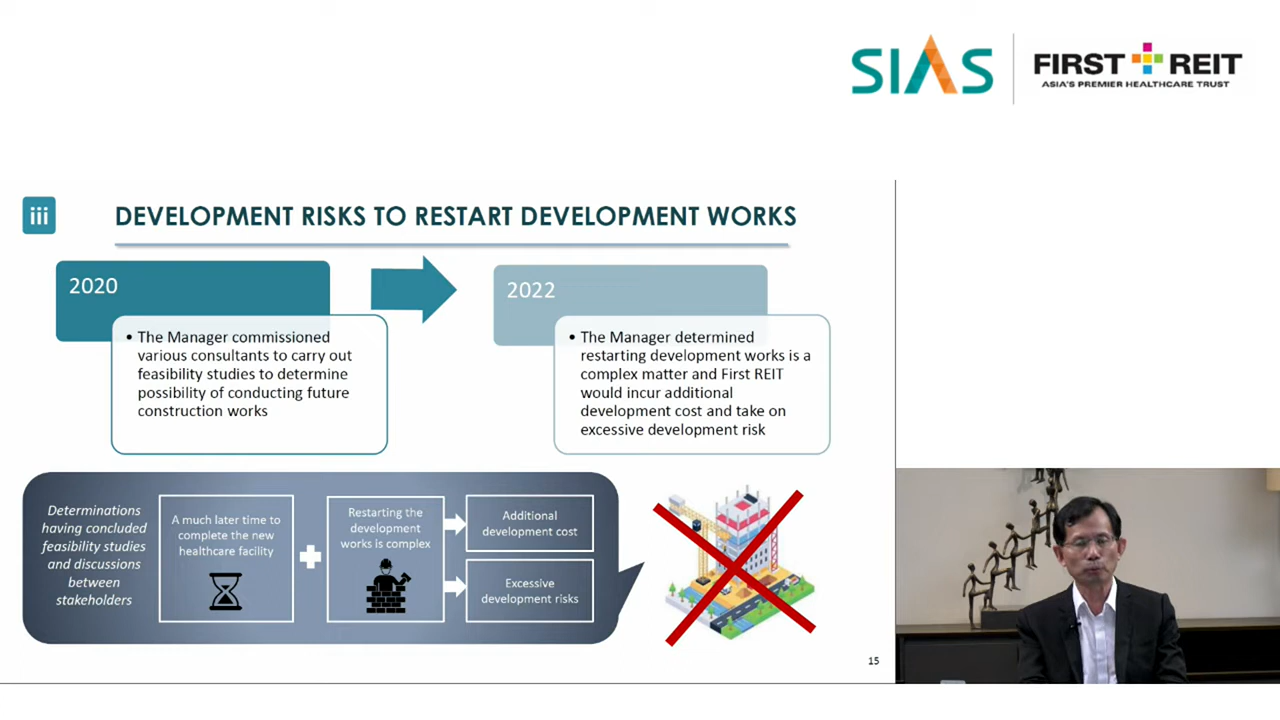 SIAS
FIRST REIT
ASIA'S PREMIER HEALTHCARE TRUST
iii
DEVELOPMENT RISKS TO RESTART DEVELOPMENT WORKS
2020
• The Manager commissioned
various consultants to carry out
feasibility studies to determine
possibility of conducting future
construction works
2022
• The Manager determined
restarting development works is a
complex matter and First REIT
would incur additional
development cost and take on
excessive development risk
Determinations
having concluded
feasibility studies
and discussions
between
stakeholders
A much later time to
complete the new
healthcare facility
Restarting the
development
works is complex
Additional
development cost
Excessive
development risks
15